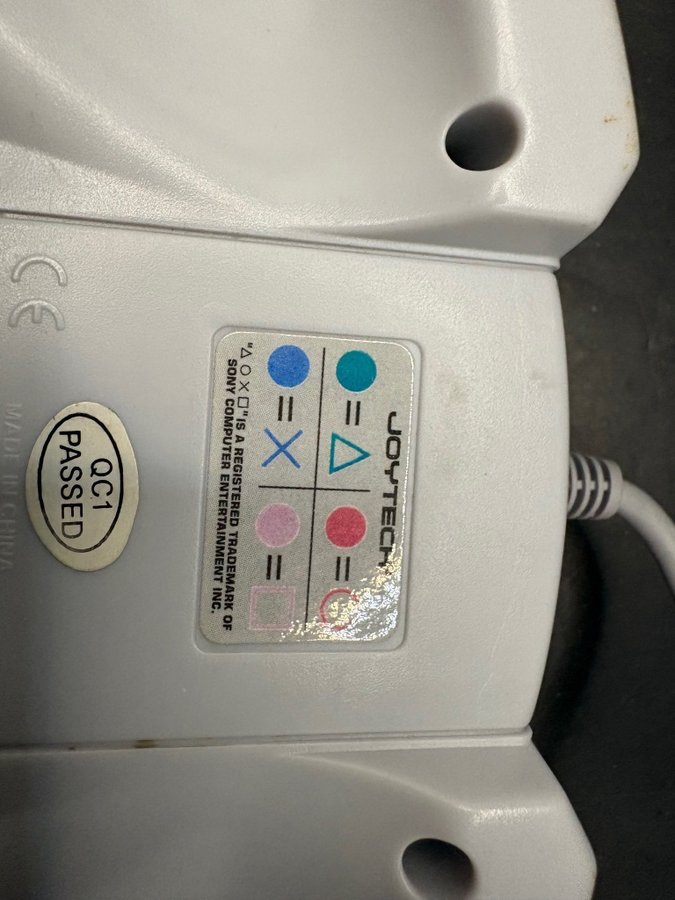 JOYTECH
= △ = ○
= X = □
"△○X□" IS A REGISTERED TRADEMARK OF
SONY COMPUTER ENTERTAINMENT INC.
QC1
PASSED
CE
MADE IN CHINA